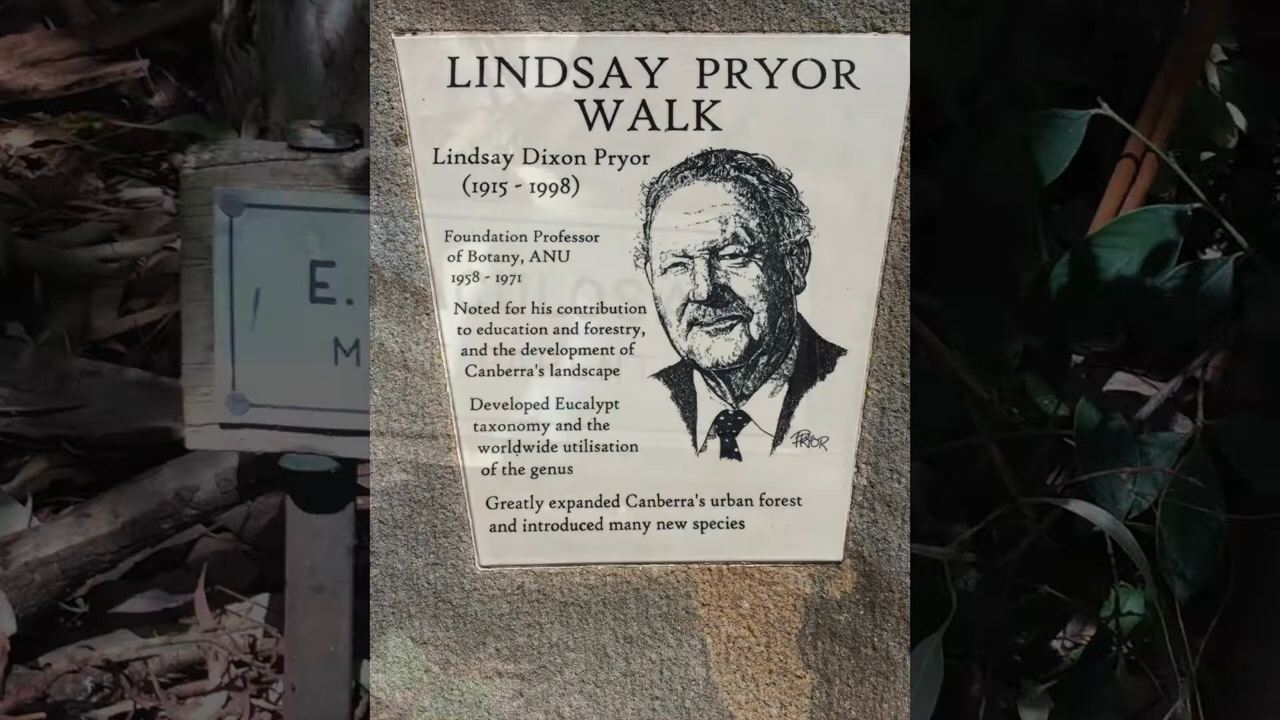 LINDSAY PRYOR
WALK
Lindsay Dixon Pryor
(1915 - 1998)
Foundation Professor
of Botany, ANU
1958 - 1971
Noted for his contribution
to education and forestry,
and the development of
Canberra's landscape
Developed Eucalypt
taxonomy and the
worldwide utilisation
of the genus
PRYOR
Greatly expanded Canberra's urban forest
and introduced many new species
E.
M